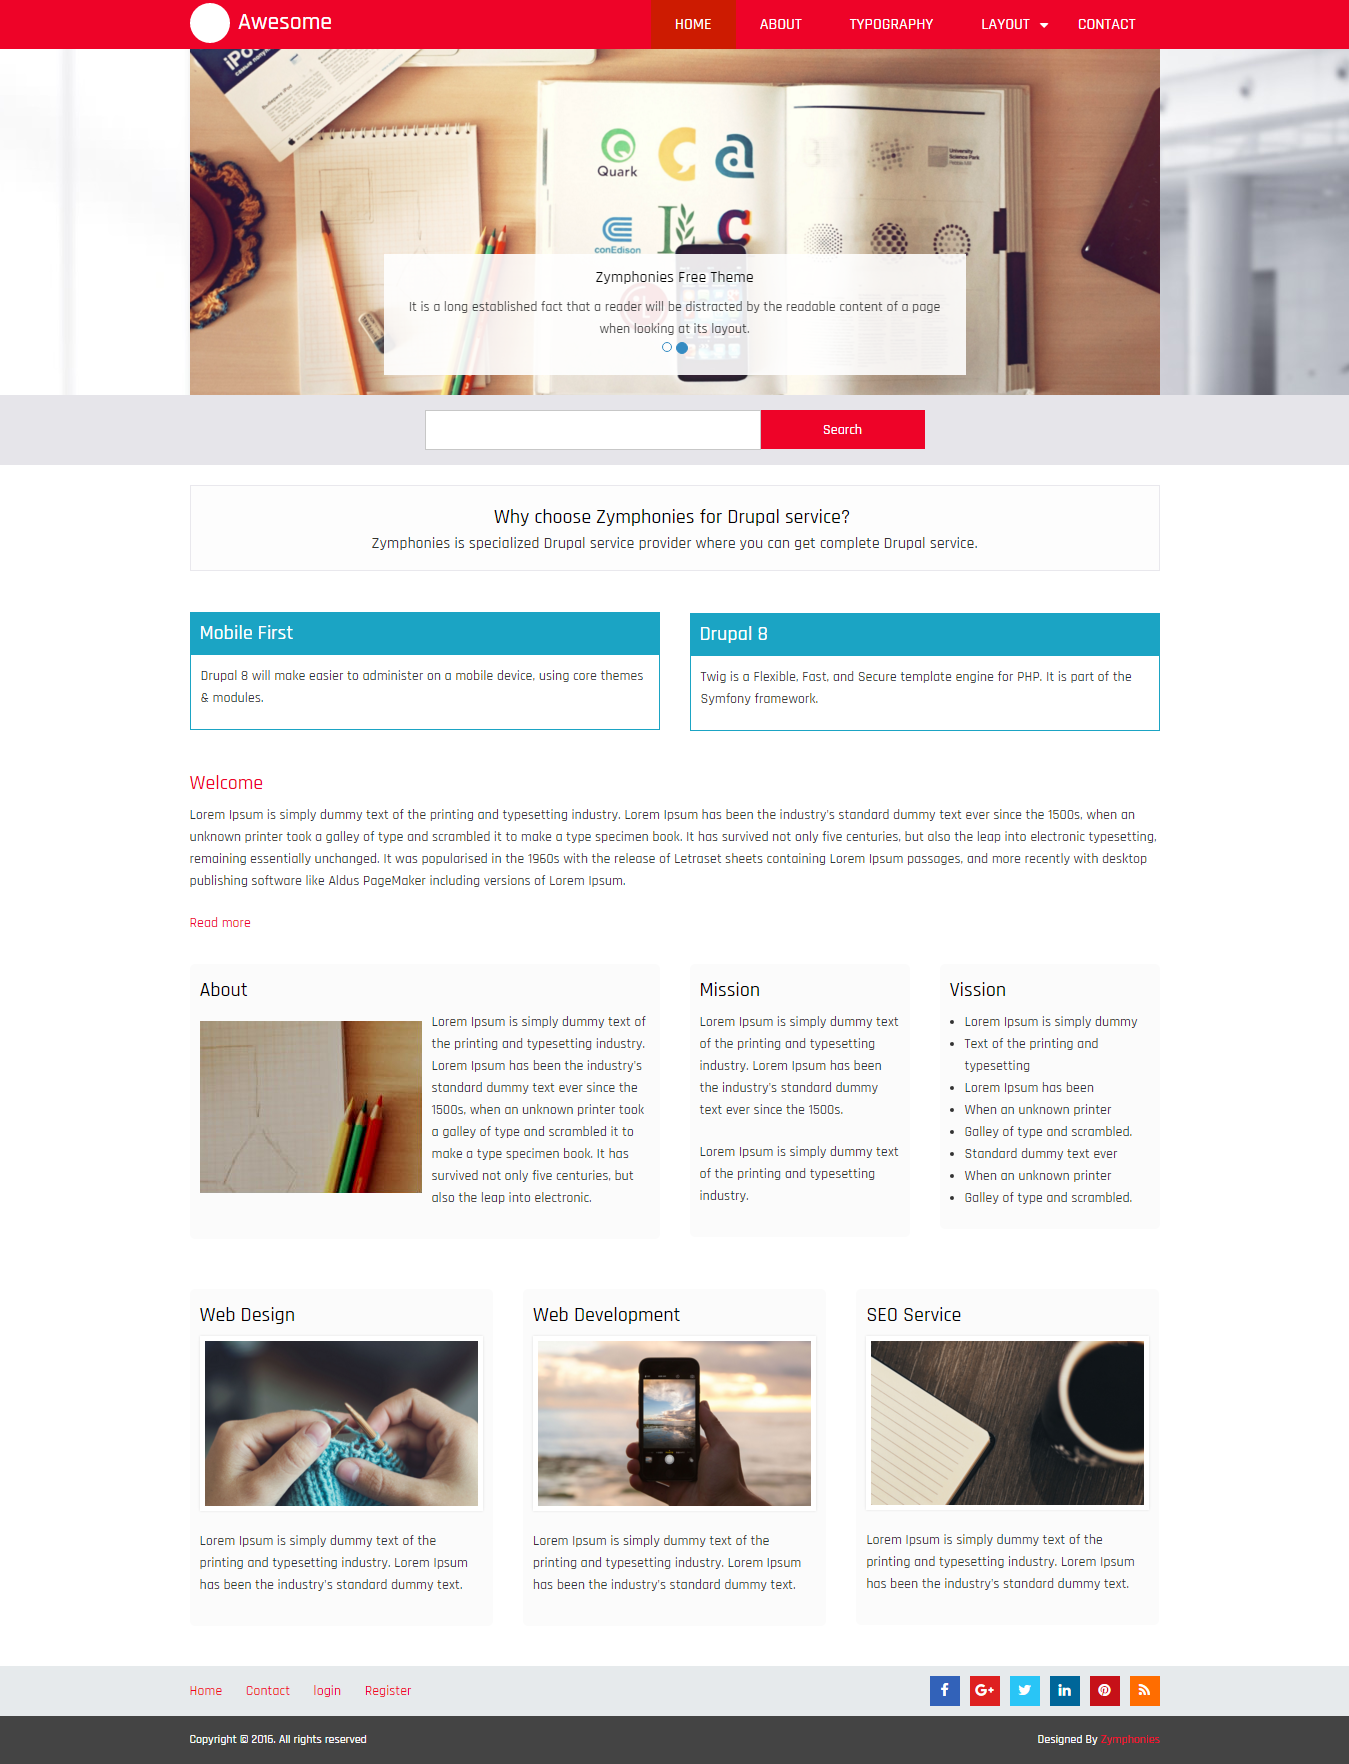 Awesome
HOME ABOUT TYPOGRAPHY LAYOUT CONTACT
Quark
University
Science Park
conEdison
Zymphonies Free Theme
It is a long established fact that a reader will be distracted by the readable content of a page
when looking at its layout.
Search
Why choose Zymphonies for Drupal service?
Zymphonies is specialized Drupal service provider where you can get complete Drupal service.
Mobile First
Drupal 8 will make easier to administer on a mobile device, using core themes
& modules.
Drupal 8
Twig is a Flexible, Fast, and Secure template engine for PHP. It is part of the
Symfony framework.
Welcome
Lorem Ipsum is simply dummy text of the printing and typesetting industry. Lorem Ipsum has been the industry's standard dummy text ever since the 1500s, when an
unknown printer took a galley of type and scrambled it to make a type specimen book. It has survived not only five centuries, but also the leap into electronic typesetting,
remaining essentially unchanged. It was popularised in the 1960s with the release of Letraset sheets containing Lorem Ipsum passages, and more recently with desktop
publishing software like Aldus PageMaker including versions of Lorem Ipsum.
Read more
About
Lorem Ipsum is simply dummy text of
the printing and typesetting industry.
Lorem Ipsum has been the industry's
standard dummy text ever since the
1500s, when an unknown printer took
a galley of type and scrambled it to
make a type specimen book. It has
survived not only five centuries, but
also the leap into electronic.
Mission
Lorem Ipsum is simply dummy text
of the printing and typesetting
industry. Lorem Ipsum has been
the industry's standard dummy
text ever since the 1500s.
Lorem Ipsum is simply dummy text
of the printing and typesetting
industry.
Vission
Lorem Ipsum is simply dummy
Text of the printing and
typesetting
Lorem Ipsum has been
When an unknown printer
Galley of type and scrambled.
Standard dummy text ever
When an unknown printer
Galley of type and scrambled.
Web Design
Lorem Ipsum is simply dummy text of the
printing and typesetting industry. Lorem Ipsum
has been the industry's standard dummy text.
Web Development
Lorem Ipsum is simply dummy text of the
printing and typesetting industry. Lorem Ipsum
has been the industry's standard dummy text.
SEO Service
Lorem Ipsum is simply dummy text of the
printing and typesetting industry. Lorem Ipsum
has been the industry's standard dummy text.
Home Contact login Register
Copyright © 2016. All rights reserved
Designed By Zymphonies